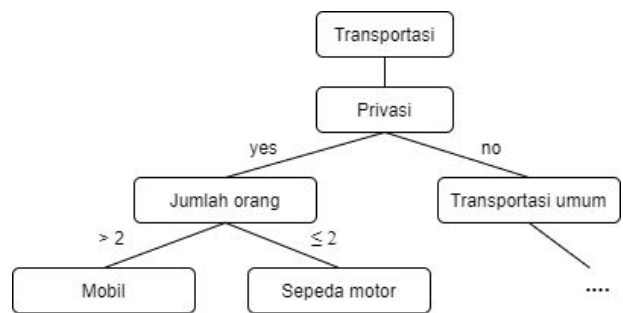 Transportasi
Privasi
yes
no
Jumlah orang
Transportasi umum
> 2
≤ 2
Mobil
Sepeda motor
....